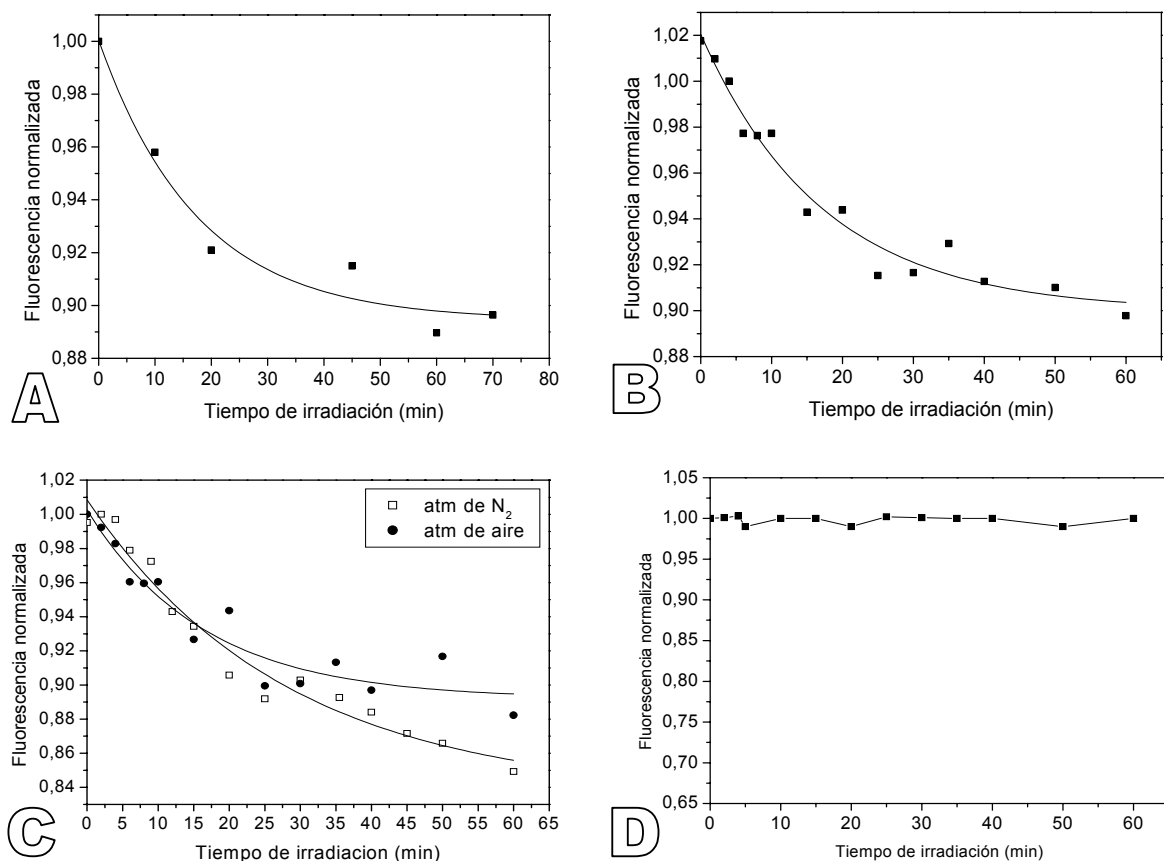 1,00
0,96
0,92
0,90
0,88
Fluorescencia normalizada
0 10 20 30 40 50 60 70 80
Tiempo de irradiación (min)
A
1,02
1,00
0,98
0,94
0,92
0,90
0,88
0,86
Fluorescencia normalizada
0 10 20 30 40 50 60
Tiempo de irradiación (min)
B
1,02
1,00
0,98
0,96
0,94
0,92
0,90
0,88
0,86
0,84
Fluorescencia normalizada
atm de N2
atm de aire
0 5 10 15 20 25 30 35 40 45 50 55 60 65
Tiempo de irradiacion (min)
C
1,05
1,00
0,95
0,90
0,85
0,80
0,75
0,70
0,65
Fluorescencia normalizada
0 10 20 30 40 50 60
Tiempo de irradiación (min)
D